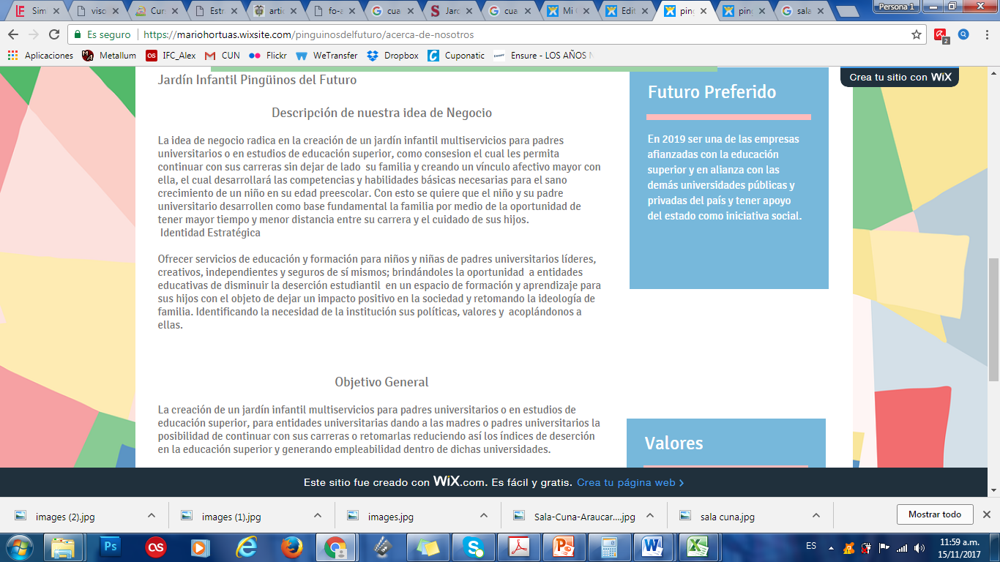 Sim
viso
Curs
Estr
artic
fo-a
cua
Jarc
cua
Mi
Edit
ping
ping
sala
Persona 1
Es seguro
https://mariohortuas.wixsite.com/pinguinosdelfuturo/acerca-de-nosotros
2
Aplicaciones
Metallum
IFC_Alex
CUN
Flickr
WeTransfer
Dropbox
Cuponatic
Ensure - LOS AÑOS
Crea tu sitio con WiX
Jardín Infantil Pingüinos del Futuro
Descripción de nuestra idea de Negocio
La idea de negocio radica en la creación de un jardín infantil multiservicios para padres
universitarios o en estudios de educación superior, como consesion el cual les permita
continuar con sus carreras sin dejar de lado su familia y creando un vínculo afectivo mayor con
ella, el cual desarrollará las competencias y habilidades básicas necesarias para el sano
crecimiento de un niño en su edad preescolar. Con esto se quiere que el niño y su padre
universitario desarrollen como base fundamental la familia por medio de la oportunidad de
tener mayor tiempo y menor distancia entre su carrera y el cuidado de sus hijos.
Identidad Estratégica
Ofrecer servicios de educación y formación para niños y niñas de padres universitarios líderes,
creativos, independientes y seguros de sí mismos; brindándoles la oportunidad a entidades
educativas de disminuir la deserción estudiantil en un espacio de formación y aprendizaje para
sus hijos con el objeto de dejar un impacto positivo en la sociedad y retomando la ideología de
familia. Identificando la necesidad de la institución sus políticas, valores y acoplándonos a
ellas.
Objetivo General
La creación de un jardín infantil multiservicios para padres universitarios o en estudios de
educación superior, para entidades universitarias dando a las madres o padres universitarios la
posibilidad de continuar con sus carreras o retomarlas reduciendo así los índices de deserción
en la educación superior y generando empleabilidad dentro de dichas universidades.
Futuro Preferido
En 2019 ser una de las empresas
afianzadas con la educación
superior y en alianza con las
demás universidades públicas y
privadas del país y tener apoyo
del estado como iniciativa social.
Valores
Este sitio fue creado con WiX.com. Es fácil y gratis. Crea tu página web >
images (2).jpg
images (1).jpg
images.jpg
Sala-Cuna-Araucar....jpg
sala cuna.jpg
Mostrar todo
Ps
ES
11:59 a.m.
15/11/2017